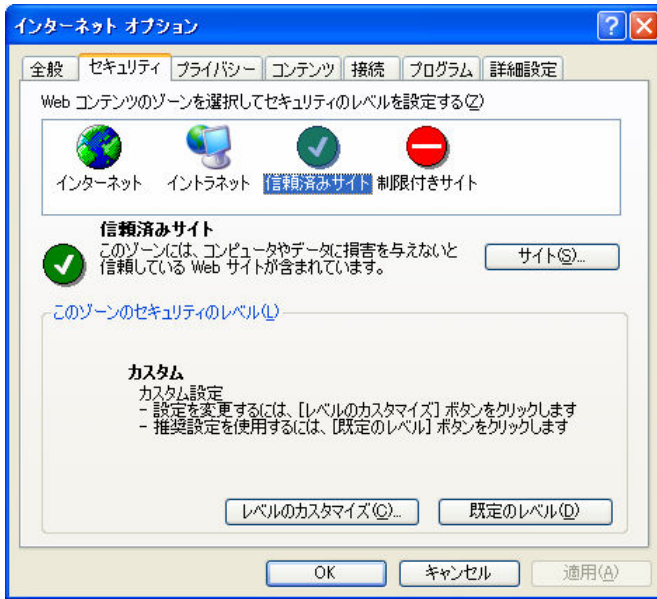 インターネット オプション
全般 セキュリティ プライバシー コンテンツ 接続 プログラム 詳細設定
Web コンテンツのゾーンを選択してセキュリティのレベルを設定する(Z)
インターネット イントラネット 信頼済みサイト 制限付きサイト
信頼済みサイト
このゾーンには、コンピュータやデータに損害を与えないと
信頼している Web サイトが含まれています。
サイト(S)...
このゾーンのセキュリティのレベル(L)
カスタム
カスタム設定
- 設定を変更するには、[レベルのカスタマイズ] ボタンをクリックします
- 推奨設定を使用するには、[既定のレベル] ボタンをクリックします
レベルのカスタマイズ(C)... 既定のレベル(D)
OK キャンセル 適用(A)